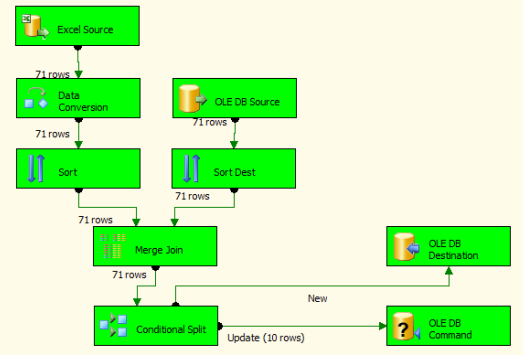 Excel Source
71 rows
Data
Conversion
OLE DB Source
71 rows
71 rows
Sort
Sort Dest
71 rows
71 rows
Merge Join
OLE DB
Destination
71 rows
New
Conditional Split
OLE DB
Command
Update (10 rows)